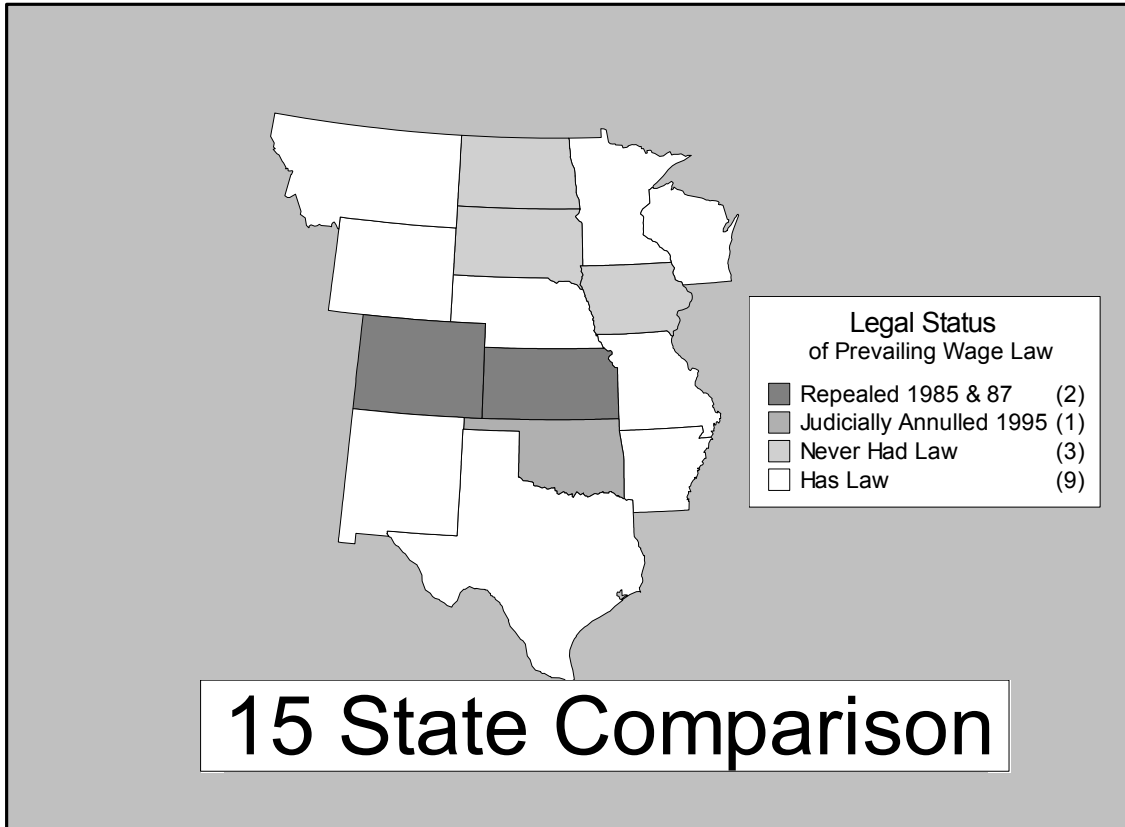 Legal Status
of Prevailing Wage Law
Repealed 1985 & 87 (2)
Judicially Annulled 1995 (1)
Never Had Law (3)
Has Law (9)
15 State Comparison